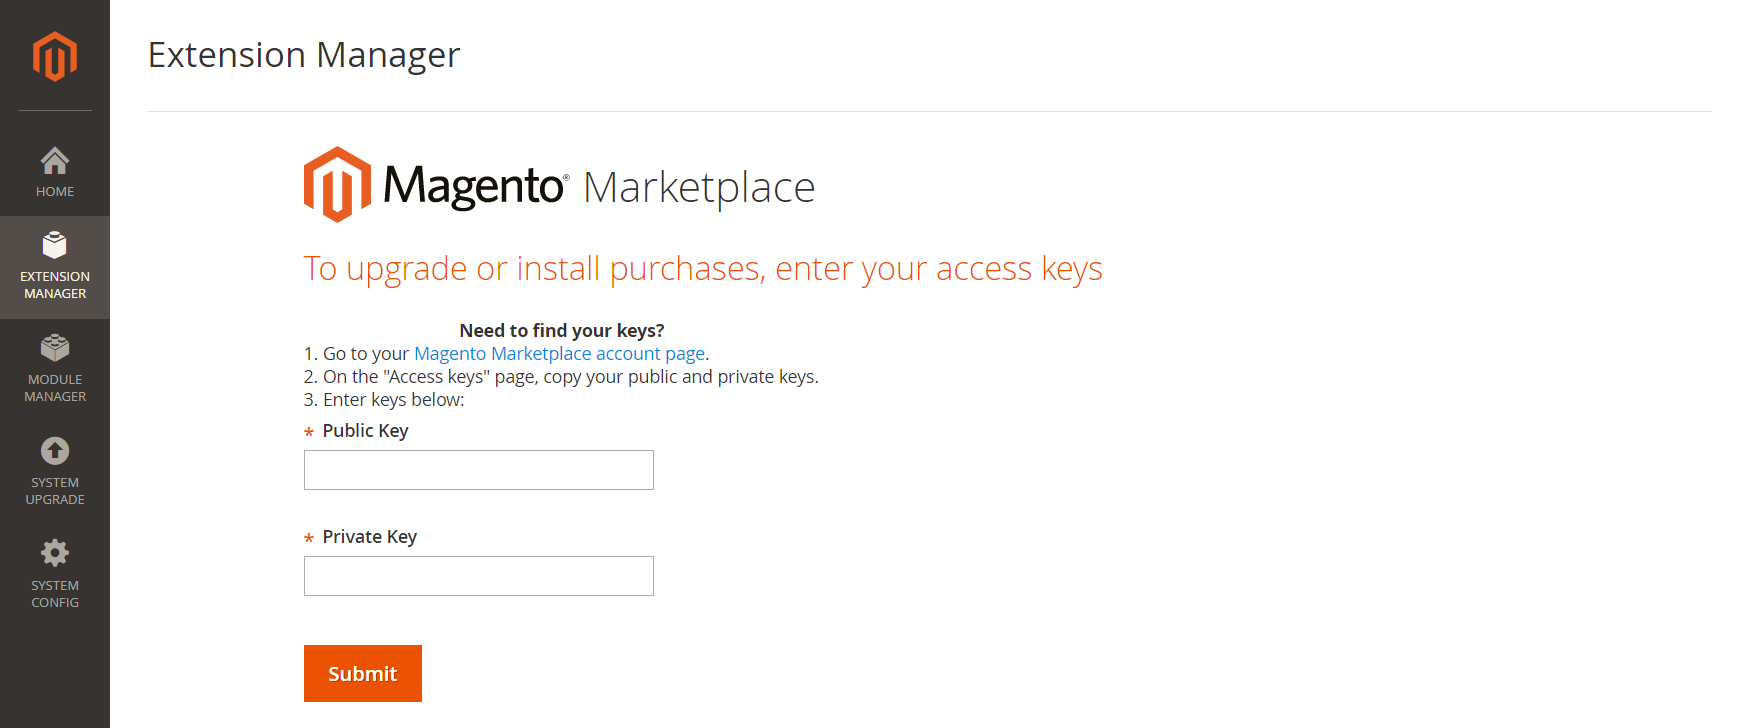 Extension Manager
HOME
EXTENSION
MANAGER
MODULE
MANAGER
SYSTEM
UPGRADE
SYSTEM
CONFIG
Magento® Marketplace
To upgrade or install purchases, enter your access keys
Need to find your keys?
1. Go to your Magento Marketplace account page.
2. On the "Access keys" page, copy your public and private keys.
3. Enter keys below:
* Public Key
* Private Key
Submit